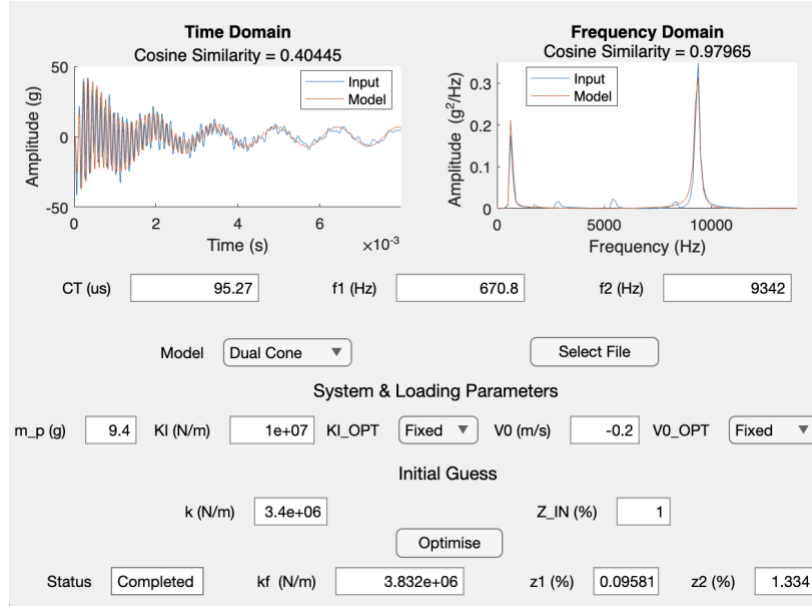 Time Domain
Cosine Similarity = 0.40445
50
0
-50
Amplitude (g)
Input
Model
0 2 4 6
Time (s) ×10⁻³
Frequency Domain
Cosine Similarity = 0.97965
0.3
0.2
0.1
0
Amplitude (g²/Hz)
Input
Model
0 5000 10000
Frequency (Hz)
CT (us) 95.27 f1 (Hz) 670.8 f2 (Hz) 9342
Model Dual Cone Select File
System & Loading Parameters
m_p (g) 9.4 KI (N/m) 1e+07 KI_OPT Fixed V0 (m/s) -0.2 V0_OPT Fixed
Initial Guess
k (N/m) 3.4e+06 Z_IN (%) 1
Optimise
Status Completed kf (N/m) 3.832e+06 z1 (%) 0.09581 z2 (%) 1.334